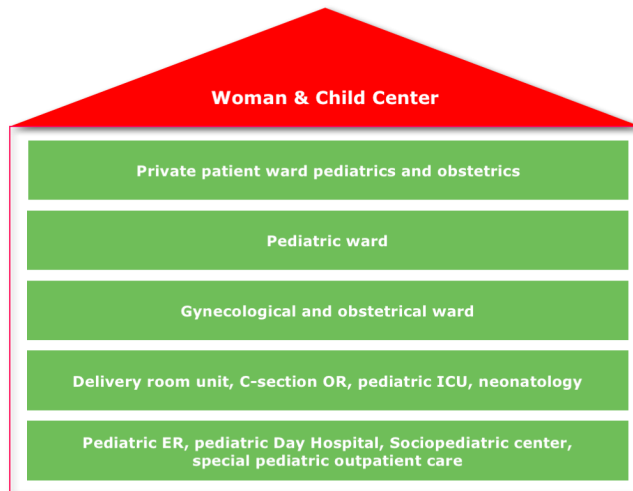 Woman & Child Center
Private patient ward pediatrics and obstetrics
Pediatric ward
Gynecological and obstetrical ward
Delivery room unit, C-section OR, pediatric ICU, neonatology
Pediatric ER, pediatric Day Hospital, Sociopediatric center,
special pediatric outpatient care